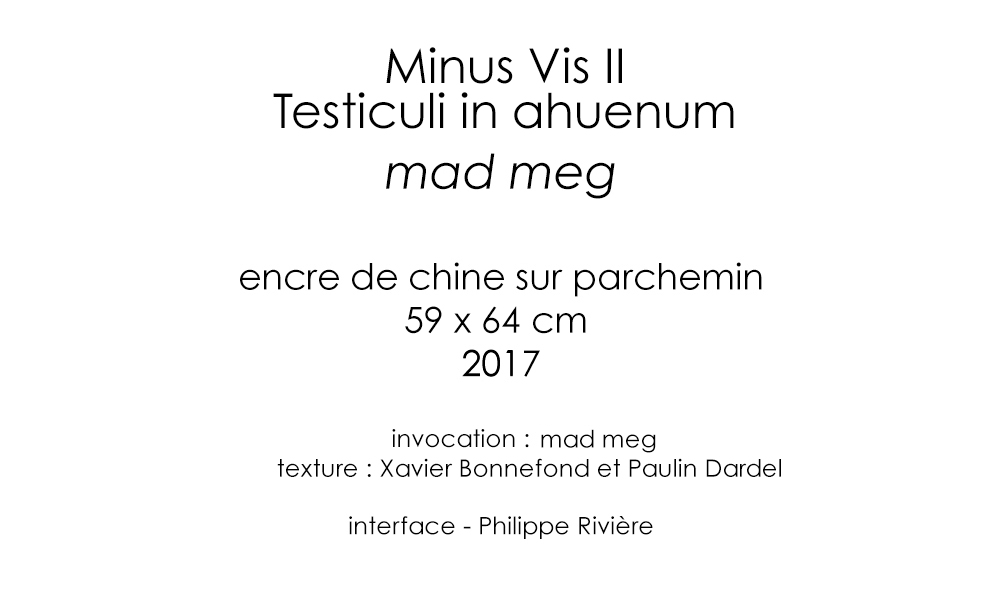 Minus Vis II
Testiculi in ahuenum
mad meg
encre de chine sur parchemin
59 x 64 cm
2017
invocation : mad meg
texture : Xavier Bonnefond et Paulin Dardel
interface - Philippe Rivière